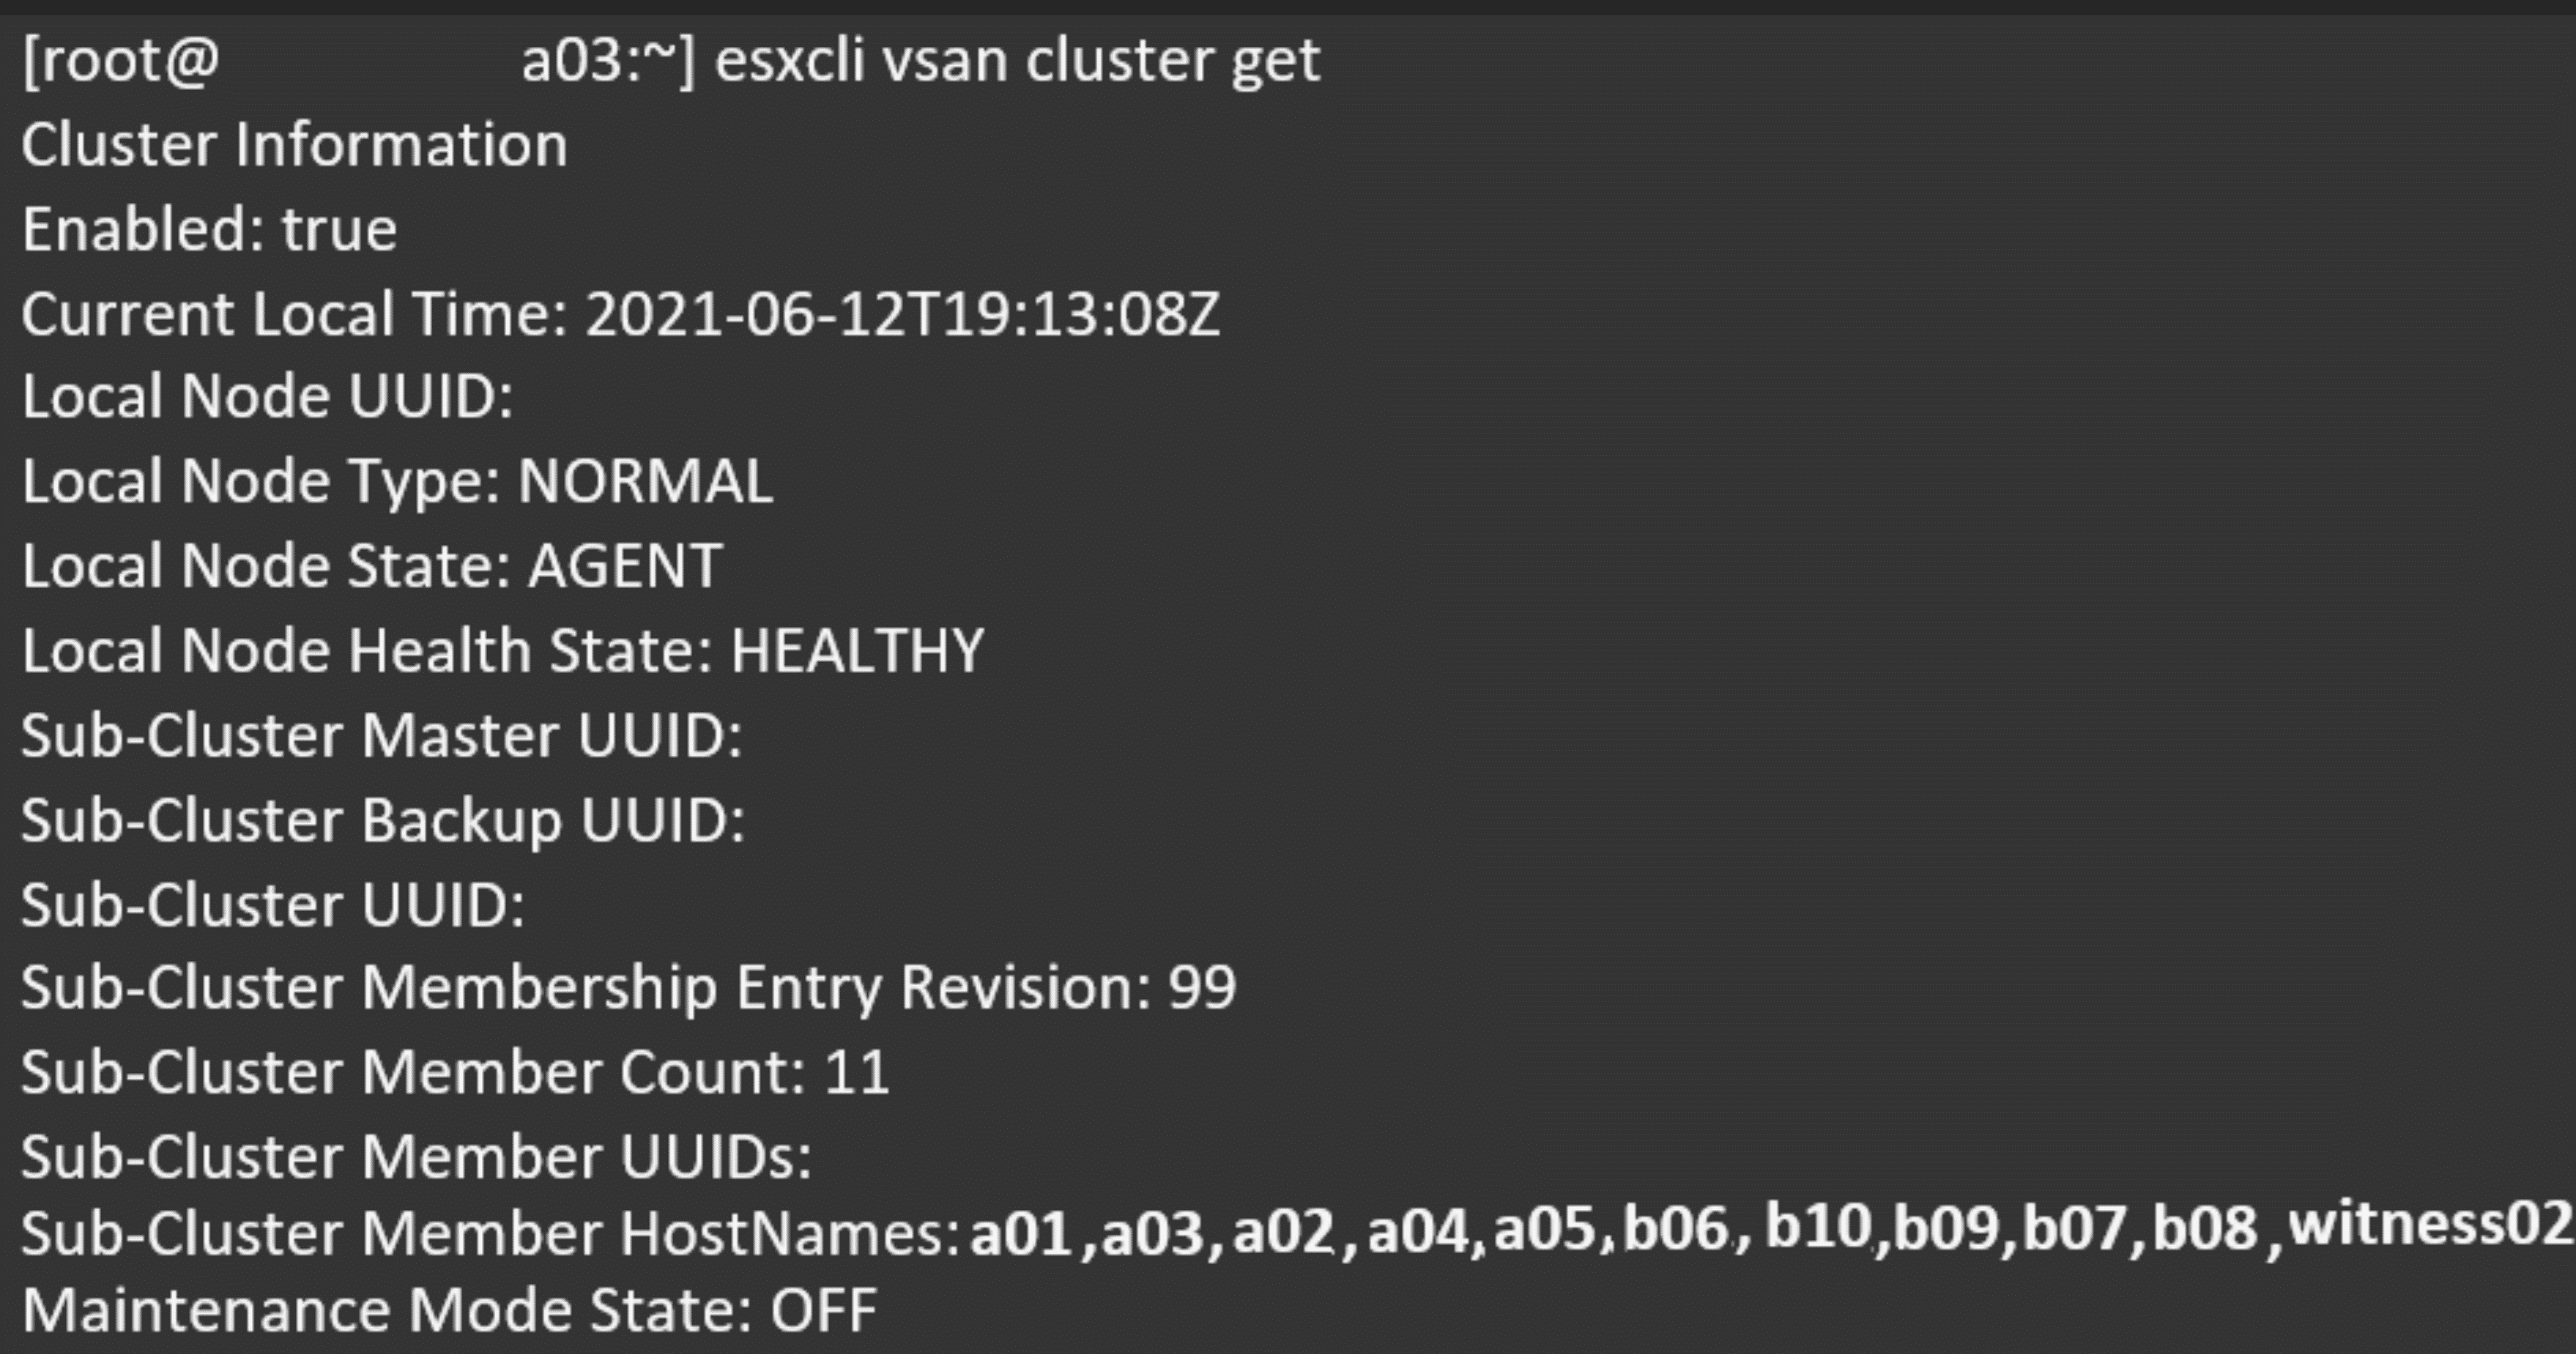 [root@ a03:~] esxcli vsan cluster get
Cluster Information
Enabled: true
Current Local Time: 2021-06-12T19:13:08Z
Local Node UUID:
Local Node Type: NORMAL
Local Node State: AGENT
Local Node Health State: HEALTHY
Sub-Cluster Master UUID:
Sub-Cluster Backup UUID:
Sub-Cluster UUID:
Sub-Cluster Membership Entry Revision: 99
Sub-Cluster Member Count: 11
Sub-Cluster Member UUIDs:
Sub-Cluster Member HostNames: a01,a03,a02,a04,a05,b06, b10,b09,b07,b08,witness02
Maintenance Mode State: OFF